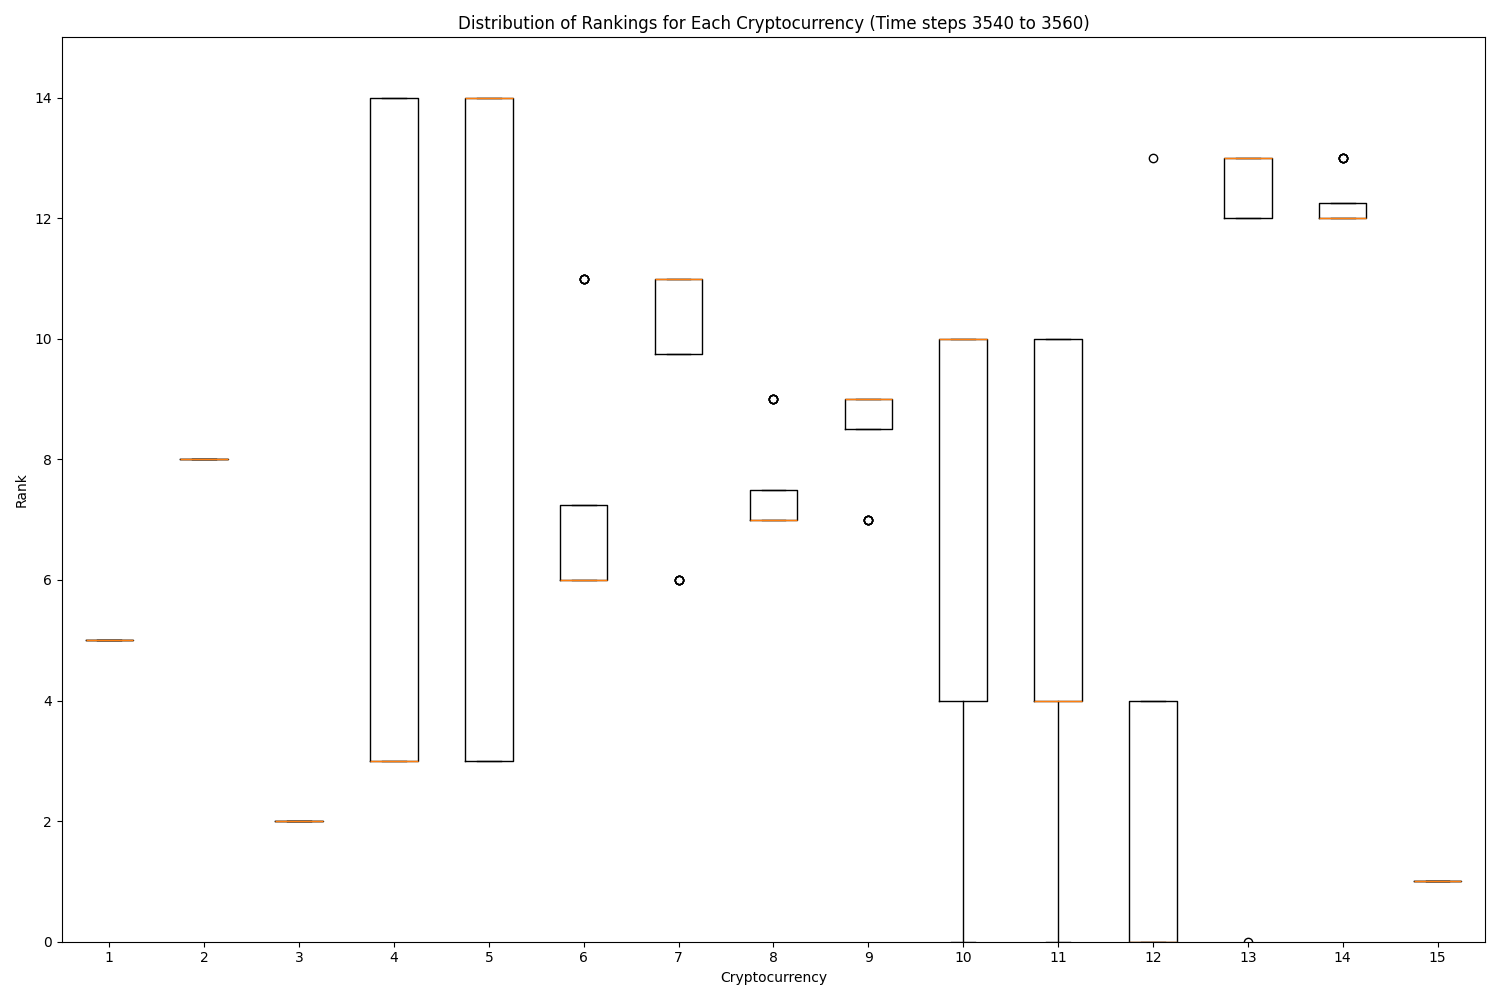 Distribution of Rankings for Each Cryptocurrency (Time steps 3540 to 3560)
14
12
10
8
6
4
2
0
Rank
1 2 3 4 5 6 7 8 9 10 11 12 13 14 15
Cryptocurrency